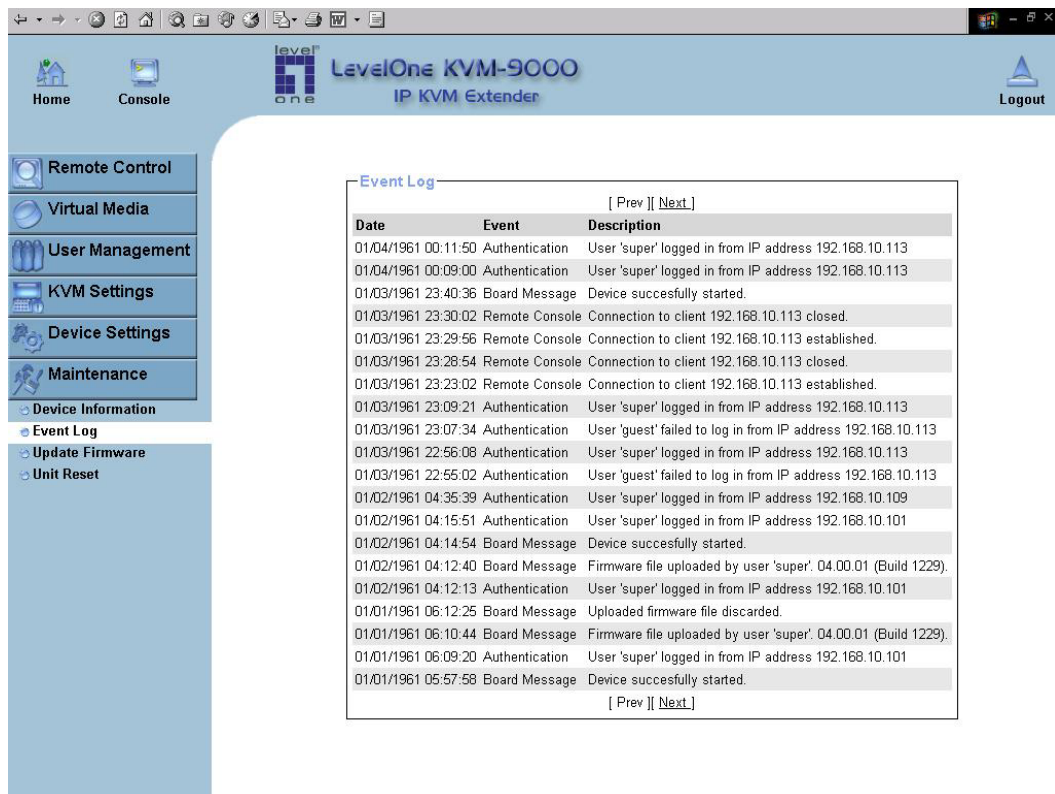 level
one
LevelOne KVM-9000
IP KVM Extender
Home
Console
Logout
Remote Control
Virtual Media
User Management
KVM Settings
Device Settings
Maintenance
Device Information
Event Log
Update Firmware
Unit Reset
Event Log
[ Prev ][ Next ]
Date Event Description
01/04/1961 00:11:50 Authentication User 'super' logged in from IP address 192.168.10.113
01/04/1961 00:09:00 Authentication User 'super' logged in from IP address 192.168.10.113
01/03/1961 23:40:36 Board Message Device succesfully started.
01/03/1961 23:30:02 Remote Console Connection to client 192.168.10.113 closed.
01/03/1961 23:29:56 Remote Console Connection to client 192.168.10.113 established.
01/03/1961 23:28:54 Remote Console Connection to client 192.168.10.113 closed.
01/03/1961 23:23:02 Remote Console Connection to client 192.168.10.113 established.
01/03/1961 23:09:21 Authentication User 'super' logged in from IP address 192.168.10.113
01/03/1961 23:07:34 Authentication User 'guest' failed to log in from IP address 192.168.10.113
01/03/1961 22:56:08 Authentication User 'super' logged in from IP address 192.168.10.113
01/03/1961 22:55:02 Authentication User 'guest' failed to log in from IP address 192.168.10.113
01/02/1961 04:35:39 Authentication User 'super' logged in from IP address 192.168.10.109
01/02/1961 04:15:51 Authentication User 'super' logged in from IP address 192.168.10.101
01/02/1961 04:14:54 Board Message Device succesfully started.
01/02/1961 04:12:40 Board Message Firmware file uploaded by user 'super'. 04.00.01 (Build 1229).
01/02/1961 04:12:13 Authentication User 'super' logged in from IP address 192.168.10.101
01/01/1961 06:12:25 Board Message Uploaded firmware file discarded.
01/01/1961 06:10:44 Board Message Firmware file uploaded by user 'super'. 04.00.01 (Build 1229).
01/01/1961 06:09:20 Authentication User 'super' logged in from IP address 192.168.10.101
01/01/1961 05:57:58 Board Message Device succesfully started.
[ Prev ][ Next ]